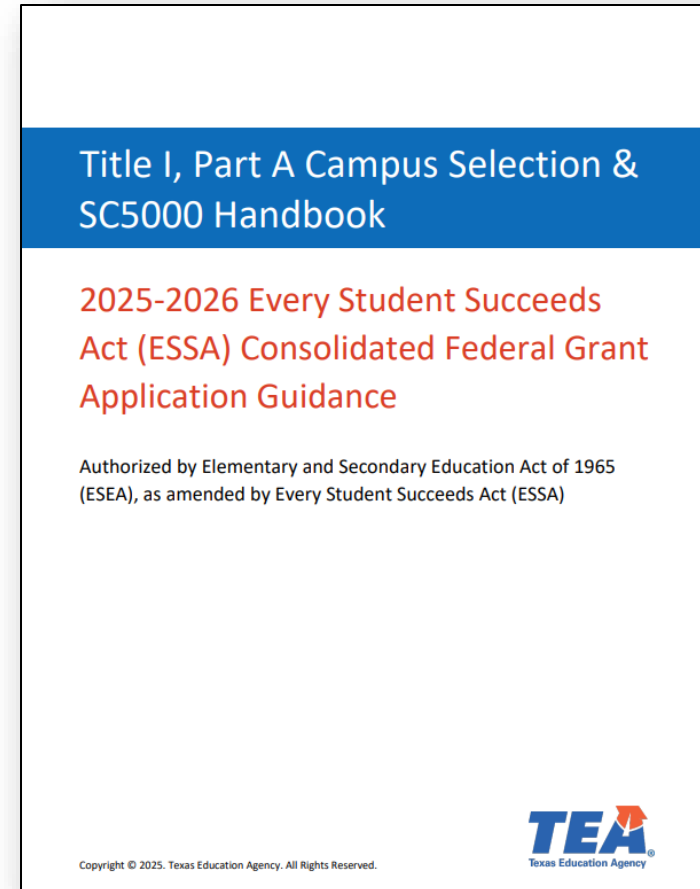 Title I, Part A Campus Selection &
SC5000 Handbook
2025-2026 Every Student Succeeds
Act (ESSA) Consolidated Federal Grant
Application Guidance
Authorized by Elementary and Secondary Education Act of 1965
(ESEA), as amended by Every Student Succeeds Act (ESSA)
TEA®
Texas Education Agency
Copyright © 2025. Texas Education Agency. All Rights Reserved.